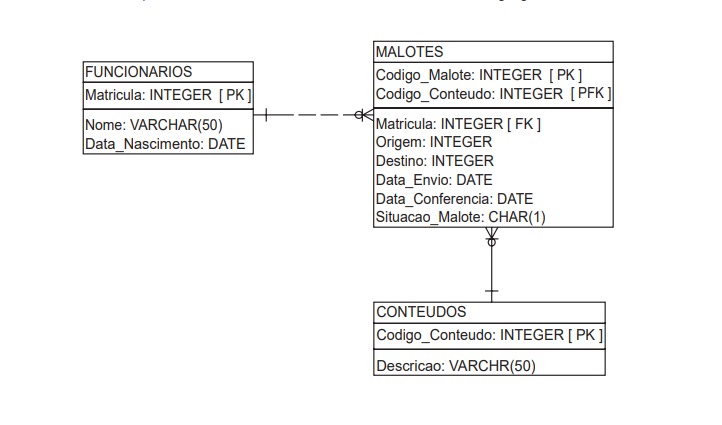 FUNCIONARIOS
Matricula: INTEGER [ PK ]
Nome: VARCHAR(50)
Data_Nascimento: DATE
MALOTES
Codigo_Malote: INTEGER [ PK ]
Codigo_Conteudo: INTEGER [ PFK ]
Matricula: INTEGER [ FK ]
Origem: INTEGER
Destino: INTEGER
Data_Envio: DATE
Data_Conferencia: DATE
Situacao_Malote: CHAR(1)
CONTEUDOS
Codigo_Conteudo: INTEGER [ PK ]
Descricao: VARCHR(50)